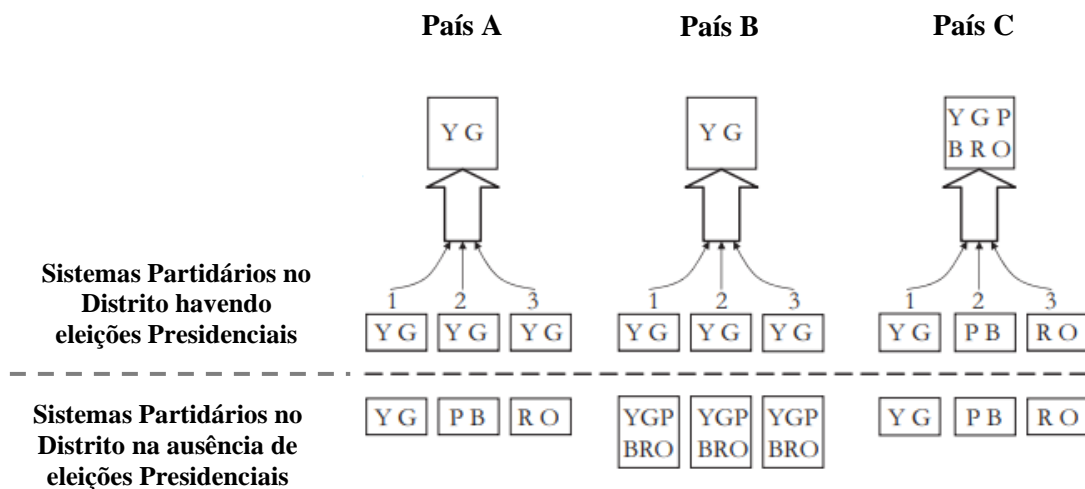 País A País B País C
Y G Y G Y G P
B R O
Sistemas Partidários no
Distrito havendo
eleições Presidenciais
1 2 3 1 2 3 1 2 3
Y G Y G Y G Y G Y G Y G Y G P B R O
Sistemas Partidários no
Distrito na ausência de
eleições Presidenciais
Y G P B R O YGP YGP YGP Y G P B R O
BRO BRO BRO